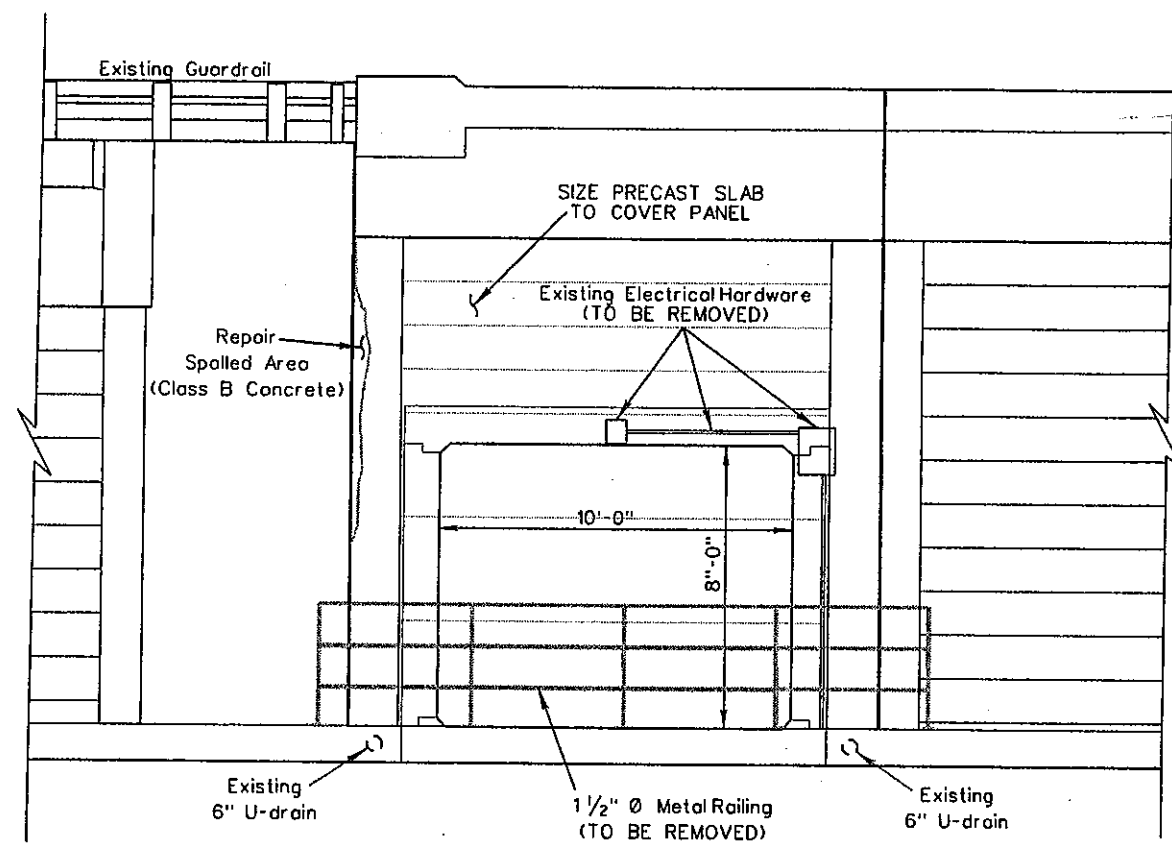 Existing Guardrail
SIZE PRECAST SLAB
TO COVER PANEL
Existing Electrical Hardware
(TO BE REMOVED)
Repair
Spalled Area
(Class B Concrete)
10'-0"
8"-0"
Existing
6" U-drain
1 1/2" Ø Metal Railing
(TO BE REMOVED)
Existing
6" U-drain